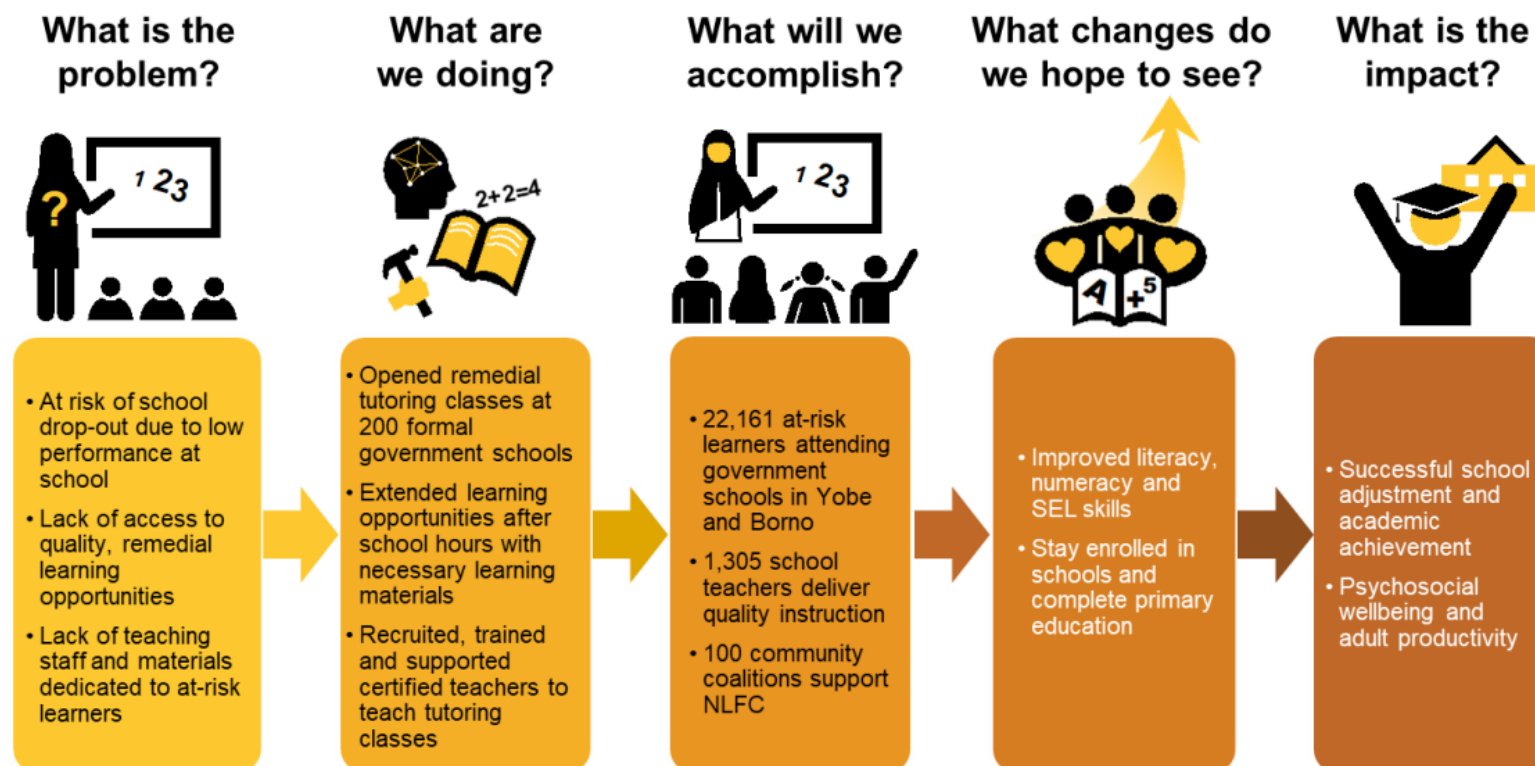 What is the
problem?
What are
we doing?
What will we
accomplish?
What changes do
we hope to see?
What is the
impact?
?
1 2 3
2+2=4
1 2 3
A
+5
• At risk of school
drop-out due to low
performance at
school
• Lack of access to
quality, remedial
learning
opportunities
• Lack of teaching
staff and materials
dedicated to at-risk
learners
• Opened remedial
tutoring classes at
200 formal
government schools
• Extended learning
opportunities after
school hours with
necessary learning
materials
• Recruited, trained
and supported
certified teachers to
teach tutoring
classes
• 22,161 at-risk
learners attending
government
schools in Yobe
and Borno
• 1,305 school
teachers deliver
quality instruction
• 100 community
coalitions support
NLFC
• Improved literacy,
numeracy and
SEL skills
• Stay enrolled in
schools and
complete primary
education
• Successful school
adjustment and
academic
achievement
• Psychosocial
wellbeing and
adult productivity